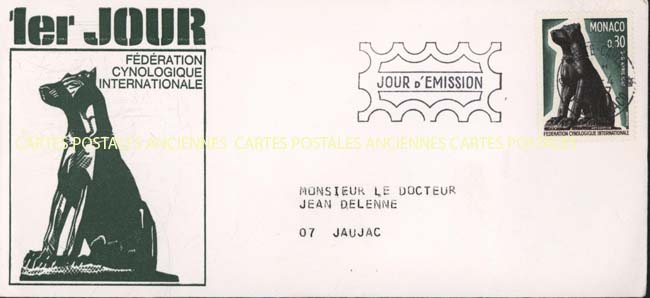 1er JOUR
FÉDÉRATION
CYNOLOGIQUE
INTERNATIONALE
JOUR D'EMISSION
MONACO
0,30
FEDERATION CYNOLOGIQUE INTERNATIONALE
CARTES POSTALES ANCIENNES CARTES POSTALES ANCIENNES CARTES POSTALES ANCIENNES
MONSIEUR LE DOCTEUR
JEAN DELENNE
07 JAUJAC